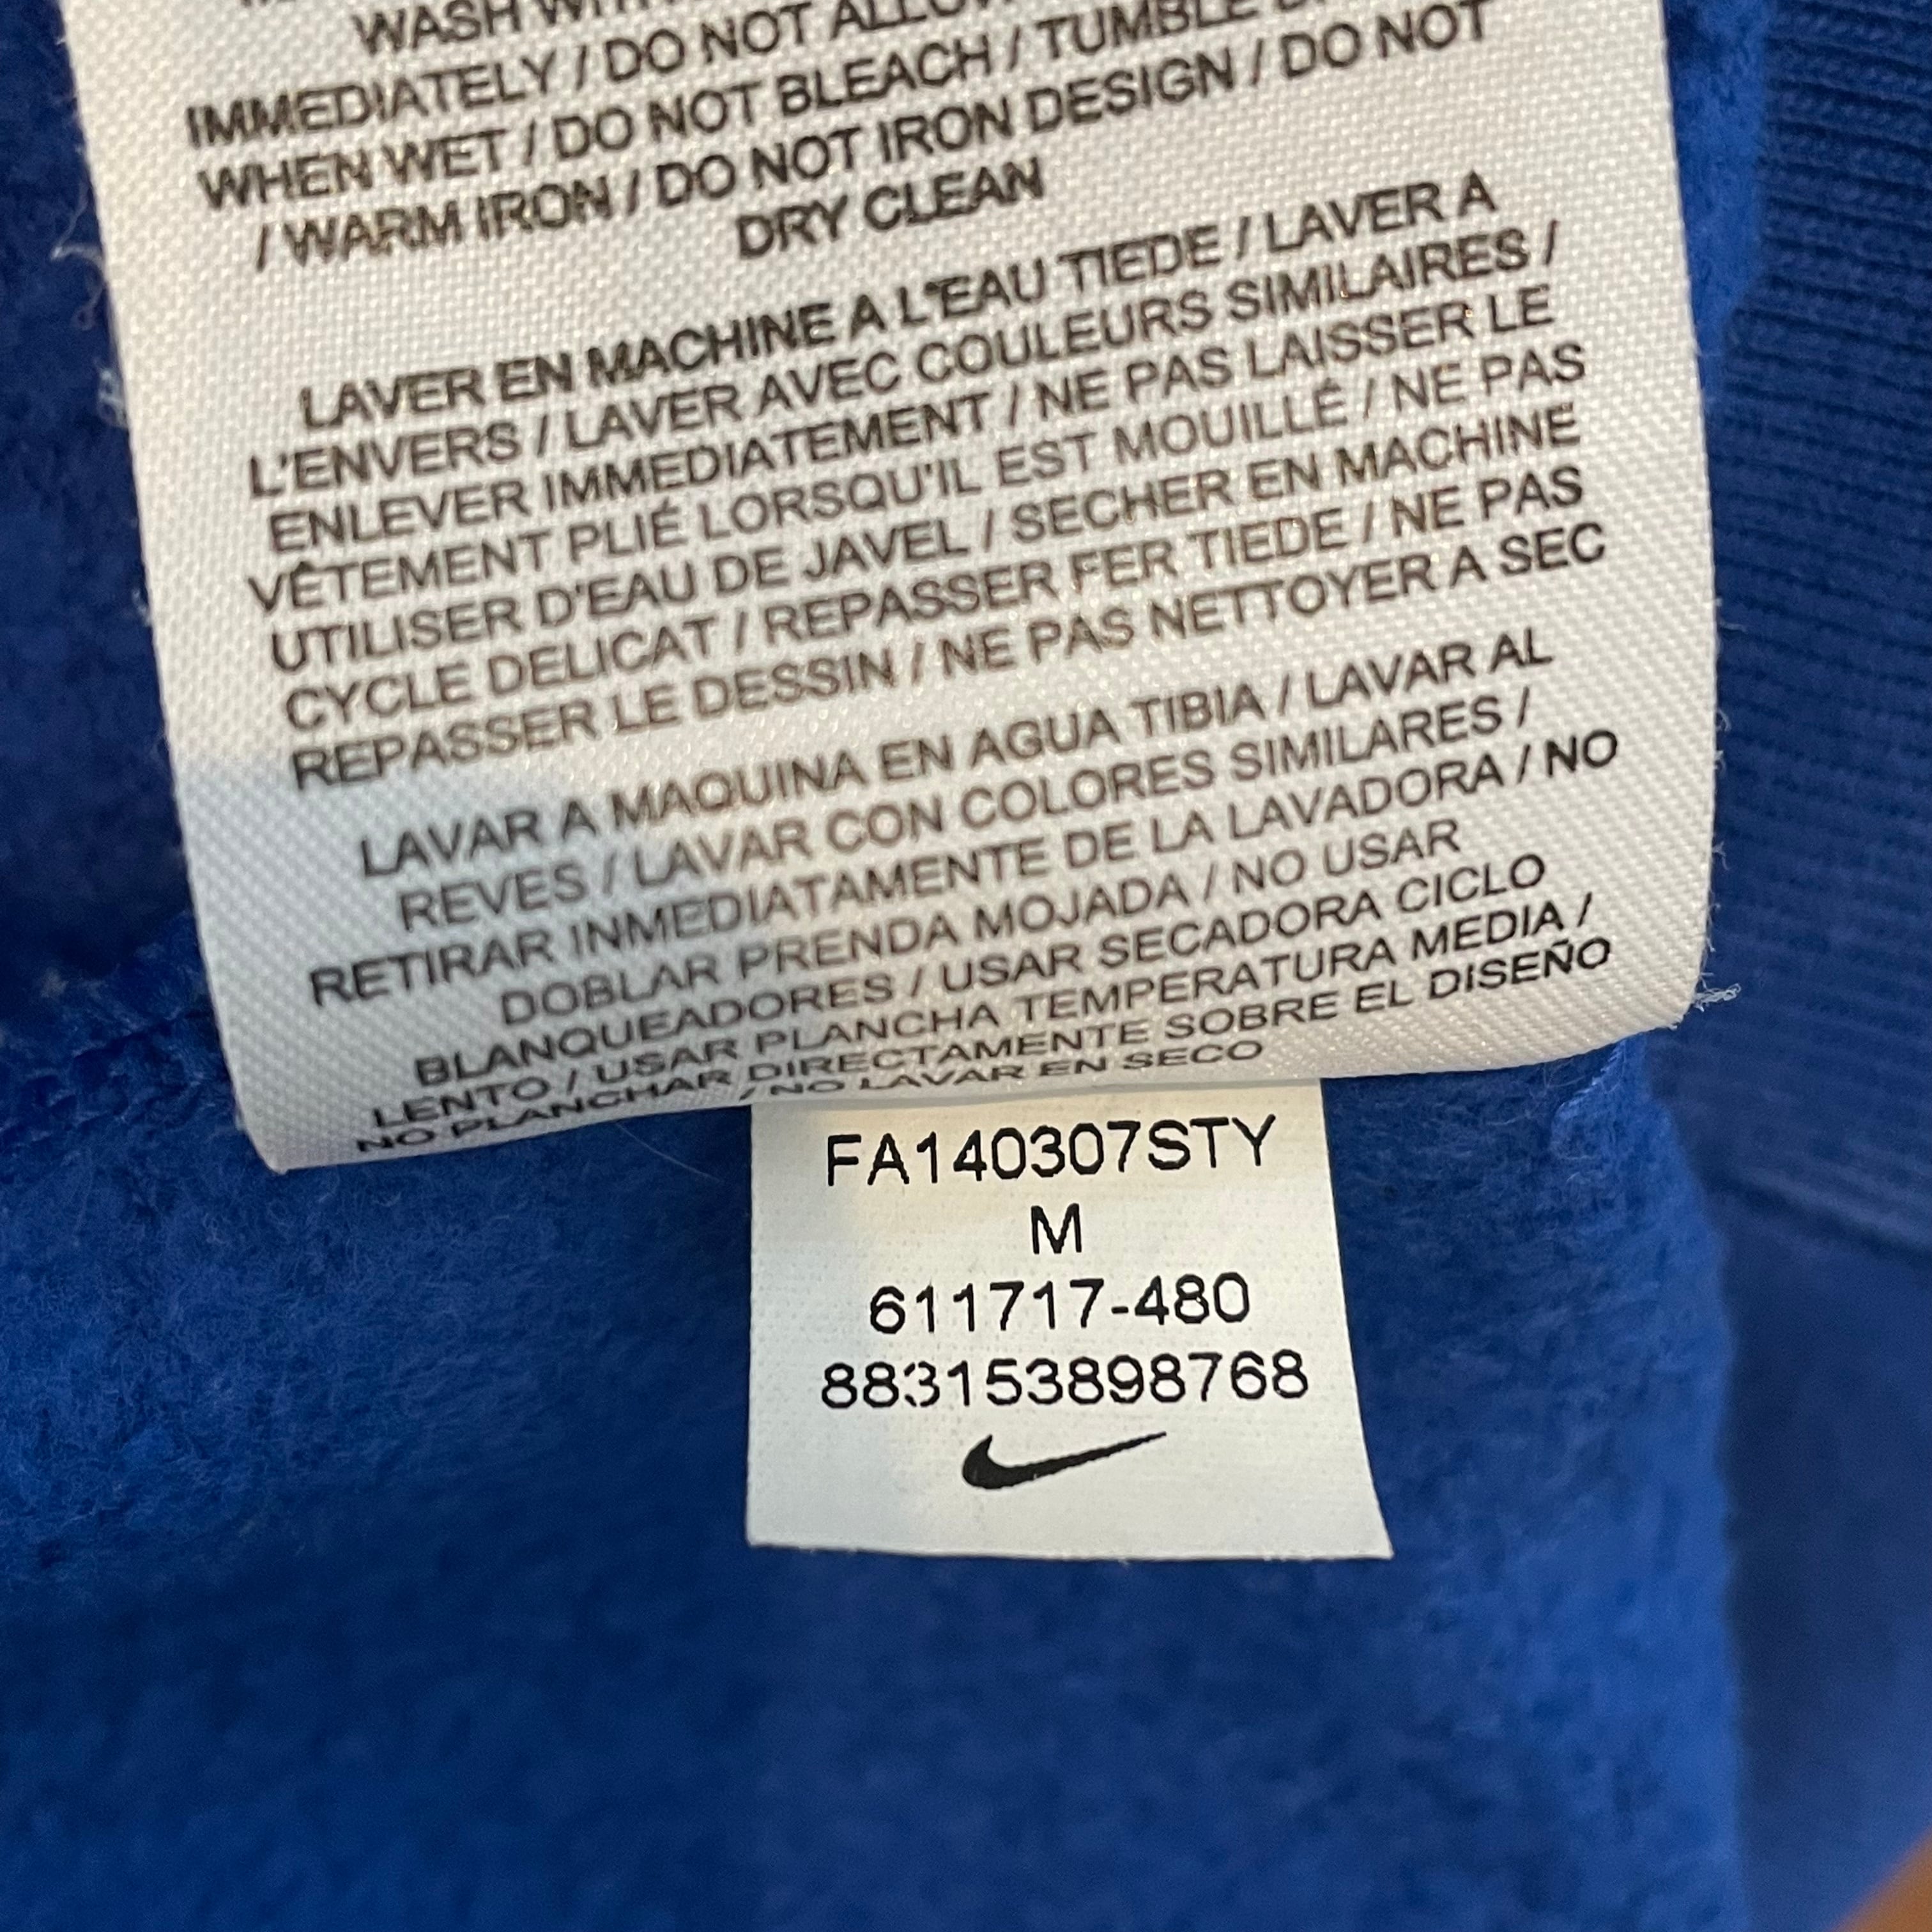 WASH
IMMEDIATELY / DO NOT
WHEN WET / DO NOT BLEACH / TUMBLE
/ WARM IRON / DO NOT IRON DESIGN / DO NOT
DRY CLEAN
LAVER EN MACHINE A L'EAU TIEDE / LAVER A
L'ENVERS / LAVER AVEC COULEURS SIMILAIRES /
ENLEVER IMMEDIATEMENT / NE PAS LAISSER LE
VÊTEMENT PLIÉ LORSQU'IL EST MOUILLÉ / NE PAS
UTILISER D'EAU DE JAVEL / SECHER EN MACHINE
CYCLE DELICAT / REPASSER FER TIEDE / NE PAS
REPASSER LE DESSIN / NE PAS NETTOYER A SEC
LAVAR A MAQUINA EN AGUA TIBIA / LAVAR AL
REVES / LAVAR CON COLORES SIMILARES /
RETIRAR INMEDIATAMENTE DE LA LAVADORA / NO
DOBLAR PRENDA MOJADA / NO USAR
BLANQUEADORES / USAR SECADORA CICLO
LENTO / USAR PLANCHA TEMPERATURA MEDIA /
NO PLANCHAR DIRECTAMENTE SOBRE EL DISEÑO
/ NO LAVAR EN SECO
FA140307STY
M
611717-480
883153898768